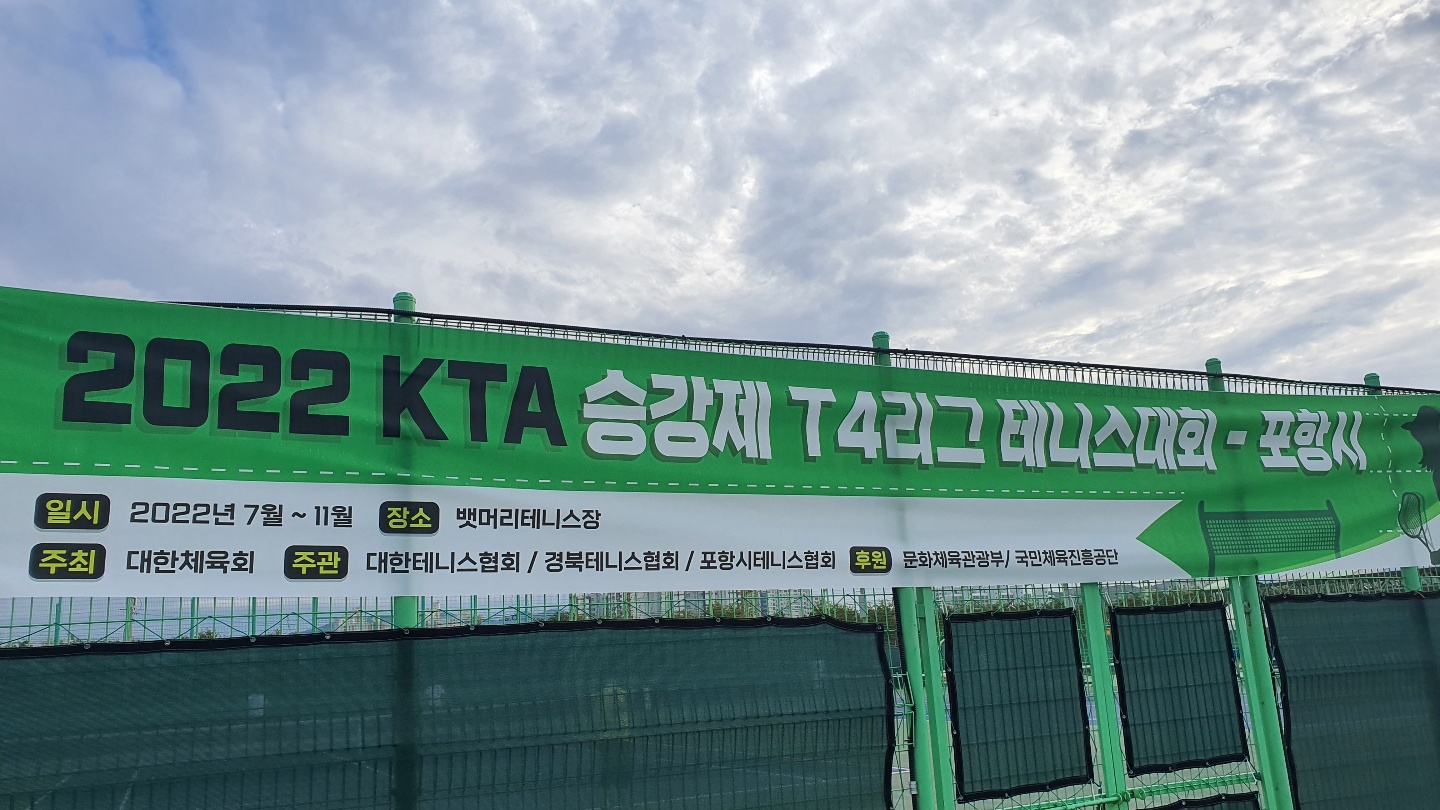 2022 KTA 승강제 T4리그 테니스대회 - 포항시
일시 2022년 7월 ~ 11월 장소 뱃머리테니스장
주최 대한체육회 주관 대한테니스협회 / 경북테니스협회 / 포항시테니스협회 후원 문화체육관광부/ 국민체육진흥공단